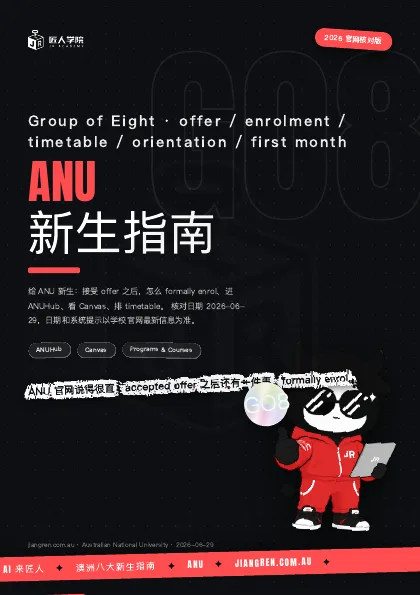 匠人学院
JR ACADEMY
2026 官网核对版
GO8
Group of Eight · offer / enrolment /
timetable / orientation / first month
ANU
新生指南
给 ANU 新生：接受 offer 之后，怎么 formally enrol、进
ANUHub、看 Canvas、排 timetable。 核对日期 2026-06-
29，日期和系统提示以学校官网最新信息为准。
ANUHub
Canvas
Programs & Courses
ANU 官网说得很直：accepted offer 之后还有一件事：formally enrol。
GO8
JR
JR
jiangren.com.au · Australian National University · 2026-06-29
AI 来匠人 ✦ 澳洲八大新生指南 ✦ ANU ✦ JIANGREN.COM.AU ✦